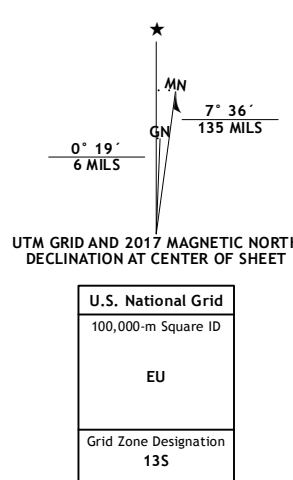 ★
MN
7° 36´
135 MILS
GN
0° 19´
6 MILS
UTM GRID AND 2017 MAGNETIC NORTH
DECLINATION AT CENTER OF SHEET
U.S. National Grid
100,000-m Square ID
EU
Grid Zone Designation
13S